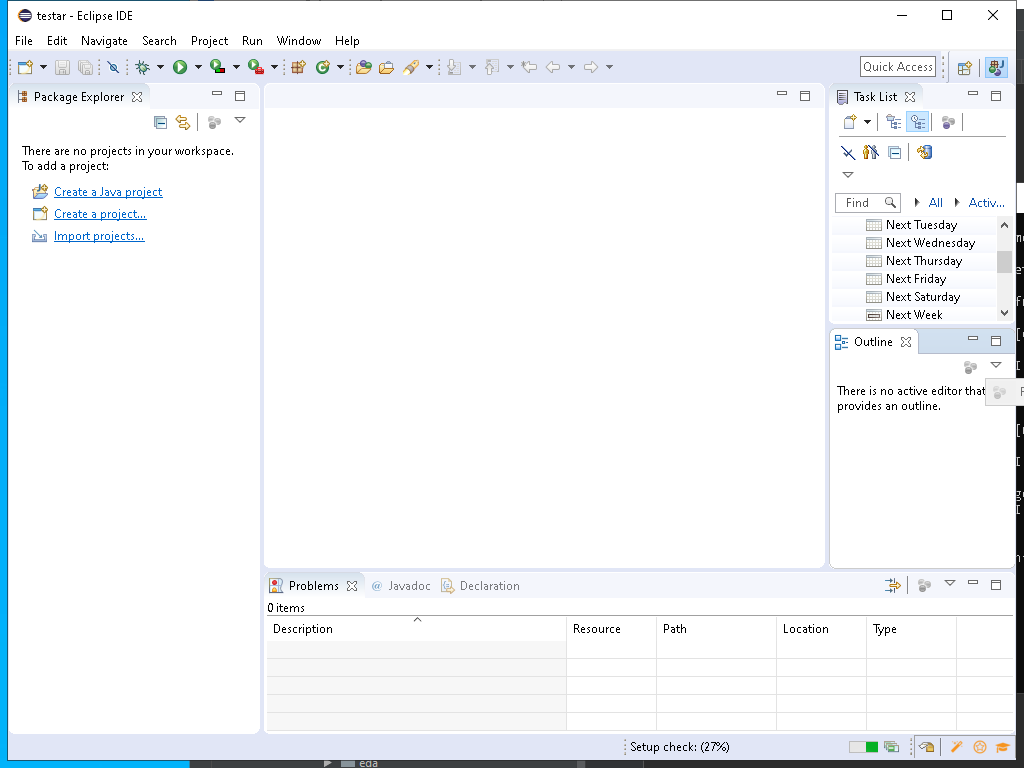 testar - Eclipse IDE
File Edit Navigate Search Project Run Window Help
Quick Access
Package Explorer
There are no projects in your workspace.
To add a project:
Create a Java project
Create a project...
Import projects...
Task List
Find All Activ...
Next Tuesday
Next Wednesday
Next Thursday
Next Friday
Next Saturday
Next Week
Outline
There is no active editor that
provides an outline.
Problems @ Javadoc Declaration
0 items
Description Resource Path Location Type
Setup check: (27%)
eda